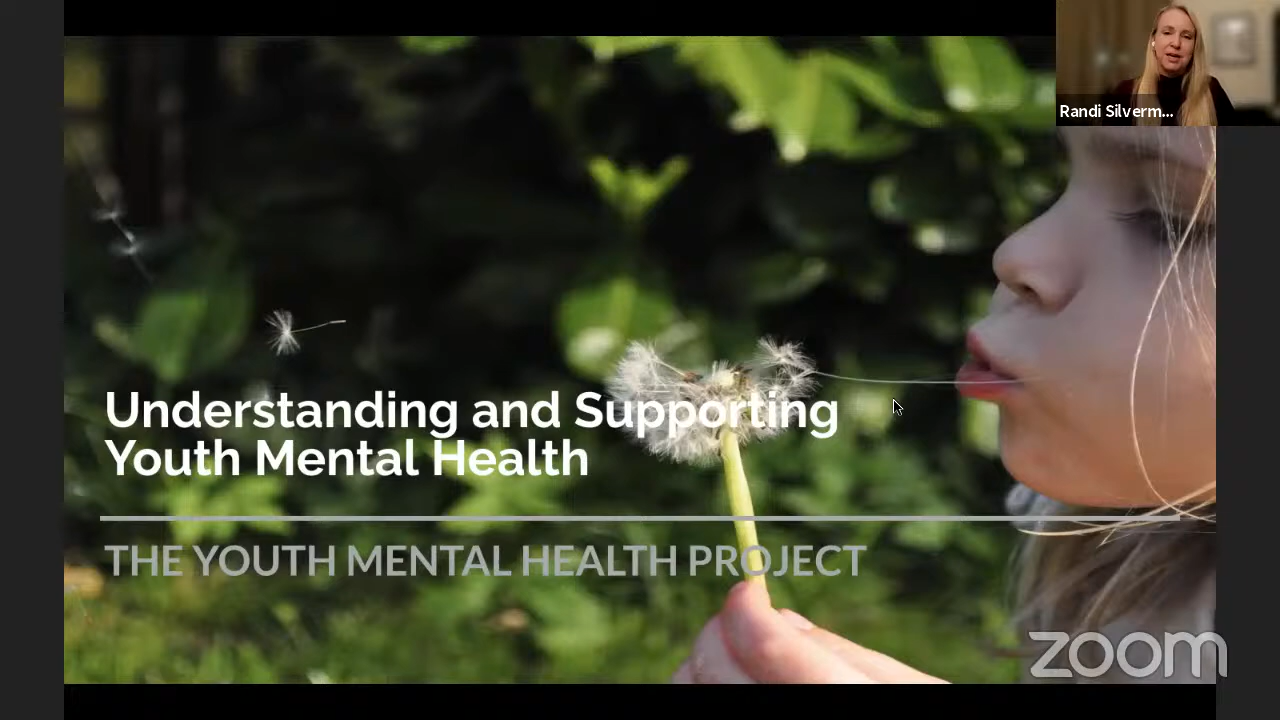 Randi Silverm...
Understanding and Supporting
Youth Mental Health
THE YOUTH MENTAL HEALTH PROJECT
zoom